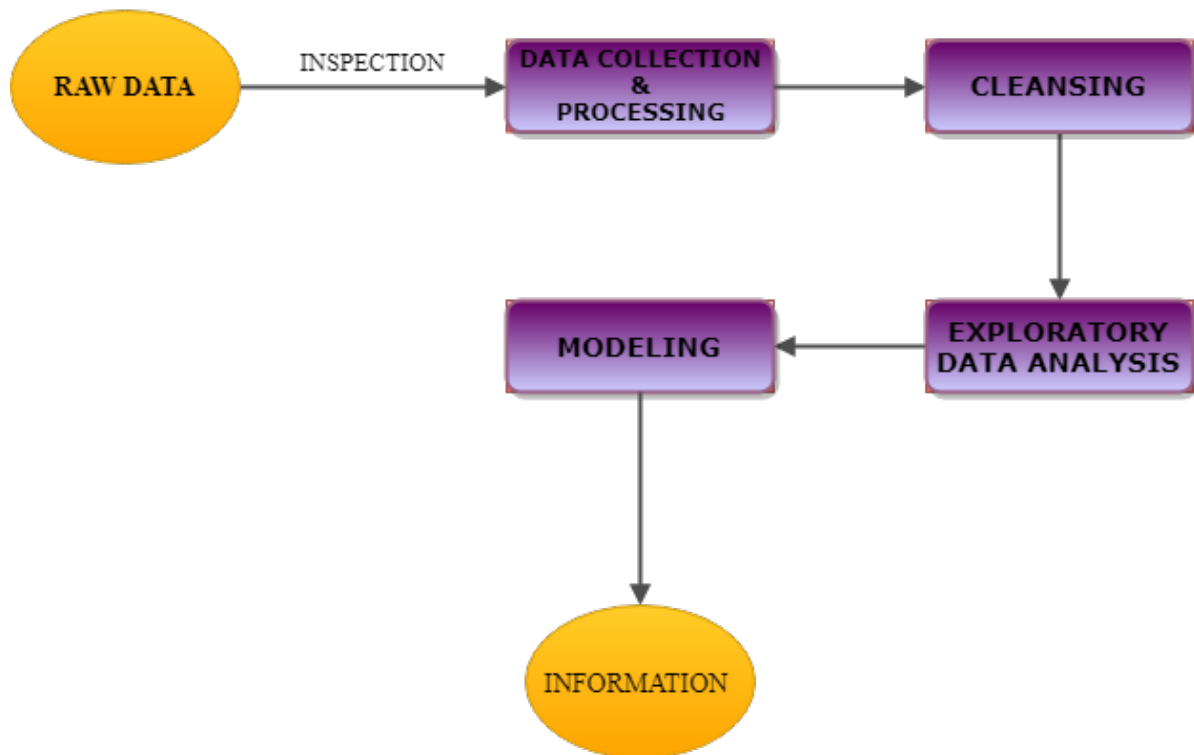 RAW DATA
INSPECTION
DATA COLLECTION
&
PROCESSING
CLEANSING
EXPLORATORY
DATA ANALYSIS
MODELING
INFORMATION